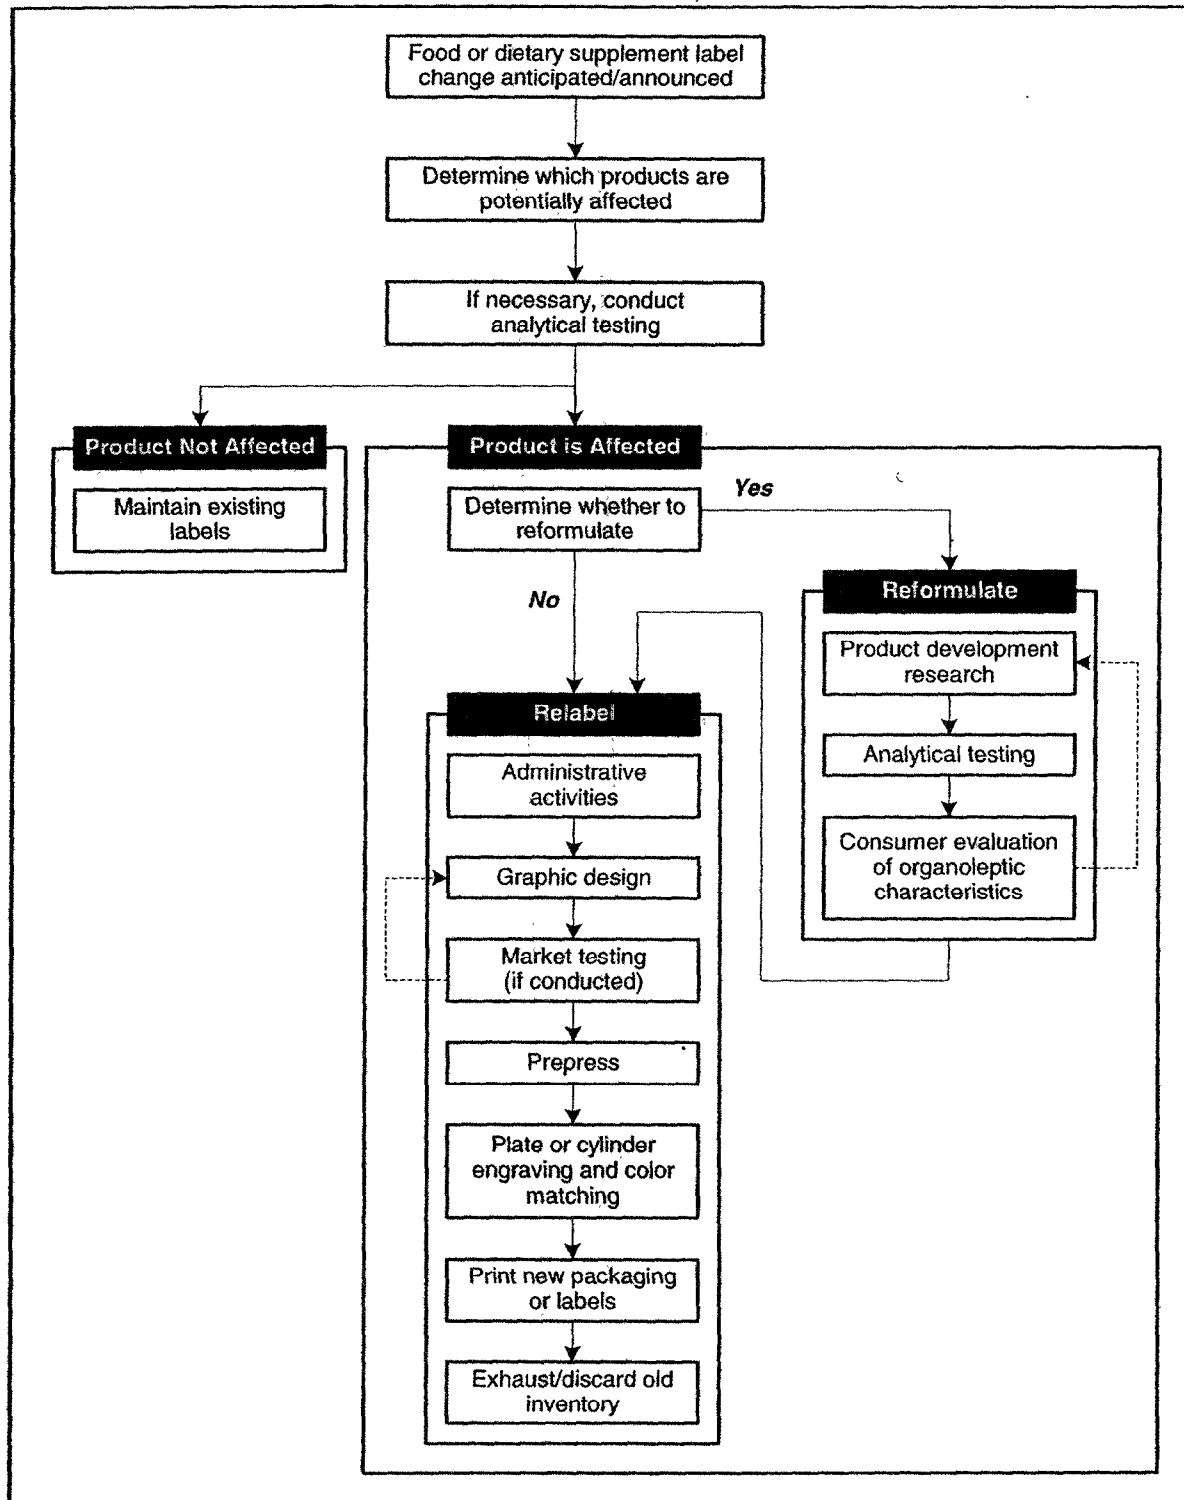 Food or dietary supplement label
change anticipated/announced
Determine which products are
potentially affected
If necessary, conduct
analytical testing
Product Not Affected
Maintain existing
labels
Product is Affected
Determine whether to
reformulate
Yes
No
Reformulate
Product development
research
Analytical testing
Consumer evaluation
of organoleptic
characteristics
Relabel
Administrative
activities
Graphic design
Market testing
(if conducted)
Prepress
Plate or cylinder
engraving and color
matching
Print new packaging
or labels
Exhaust/discard old
inventory